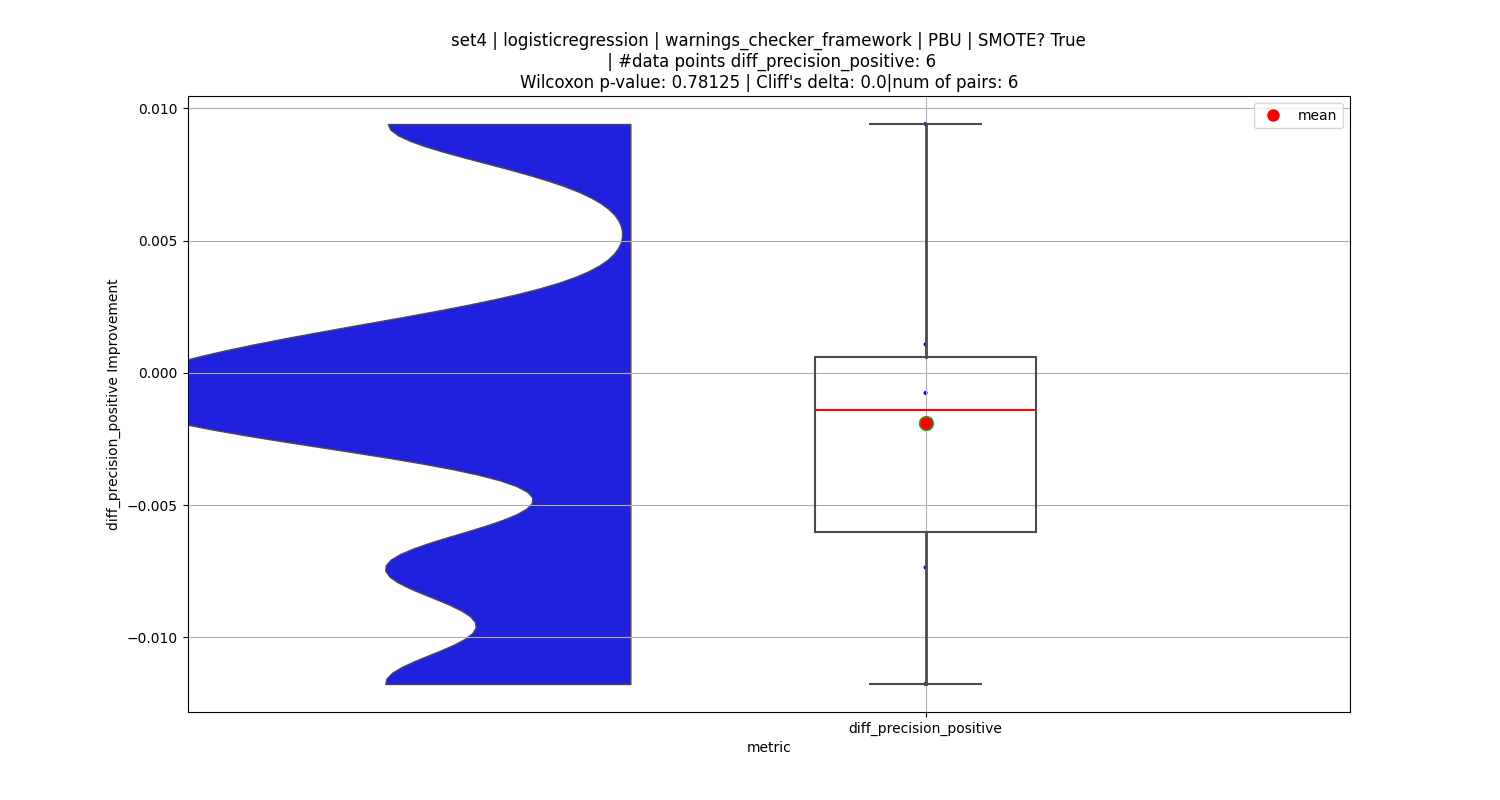 set4 | logisticregression | warnings_checker_framework | PBU | SMOTE? True
| #data points diff_precision_positive: 6
Wilcoxon p-value: 0.78125 | Cliff's delta: 0.0|num of pairs: 6
mean
0.010
0.005
0.000
−0.005
−0.010
diff_precision_positive Improvement
diff_precision_positive
metric